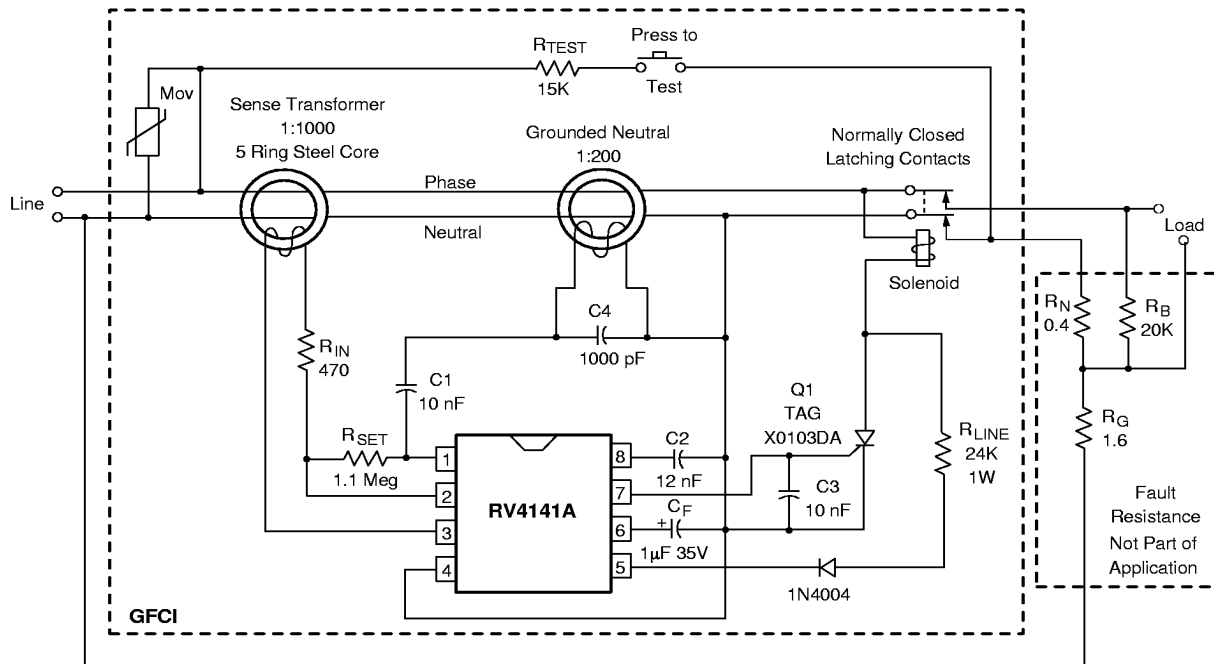 RTEST
15K
Press to
Test
Mov
Sense Transformer
1:1000
5 Ring Steel Core
Grounded Neutral
1:200
Normally Closed
Latching Contacts
Line
Phase
Neutral
Load
Solenoid
RIN
470
C4
1000 pF
C1
10 nF
RSET
1.1 Meg
RV4141A
1
2
3
4
8
7
6
5
C2
12 nF
+
CF
1µF 35V
Q1
TAG
X0103DA
C3
10 nF
1N4004
RLINE
24K
1W
RN
0.4
RB
20K
RG
1.6
Fault
Resistance
Not Part of
Application
GFCI